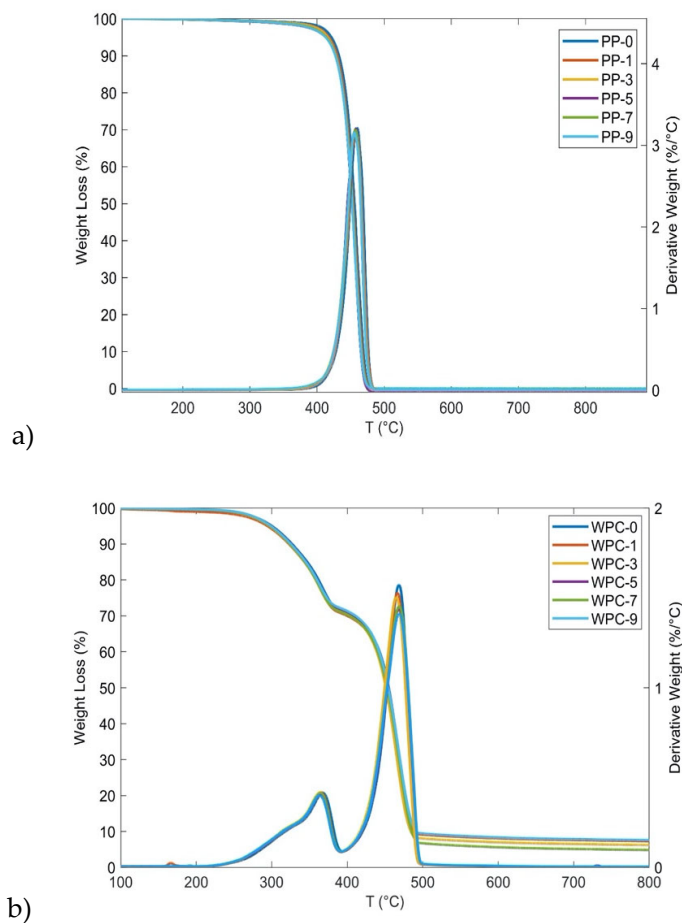 100
90
80
70
60
50
40
30
20
10
0
Weight Loss (%)
200
300
400
500
600
700
800
T (°C)
4
3
2
1
0
Derivative Weight (%/°C)
PP-0
PP-1
PP-3
PP-5
PP-7
PP-9
a)
100
90
80
70
60
50
40
30
20
10
0
Weight Loss (%)
100
200
300
400
500
600
700
800
T (°C)
2
1
0
Derivative Weight (%/°C)
WPC-0
WPC-1
WPC-3
WPC-5
WPC-7
WPC-9
b)